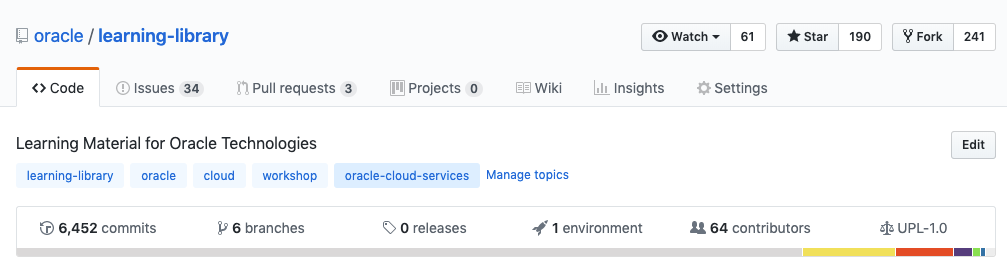 oracle / learning-library Watch 61 Star 190 Fork 241
<> Code Issues 34 Pull requests 3 Projects 0 Wiki Insights Settings
Learning Material for Oracle Technologies Edit
learning-library oracle cloud workshop oracle-cloud-services Manage topics
6,452 commits 6 branches 0 releases 1 environment 64 contributors UPL-1.0